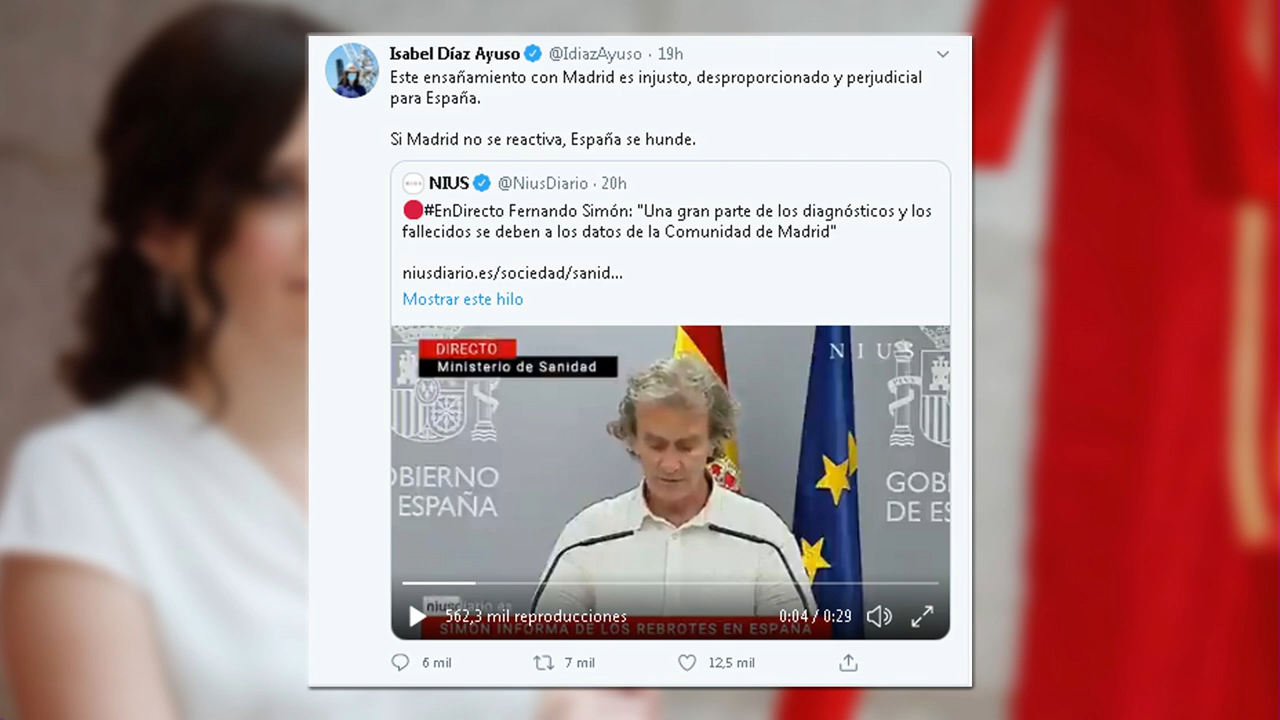 Isabel Díaz Ayuso @IdiazAyuso · 19h
Este ensañamiento con Madrid es injusto, desproporcionado y perjudicial
para España.
Si Madrid no se reactiva, España se hunde.
NIUS @NiusDiario · 20h
#EnDirecto Fernando Simón: "Una gran parte de los diagnósticos y los
fallecidos se deben a los datos de la Comunidad de Madrid"
niusdiario.es/sociedad/sanid...
Mostrar este hilo
DIRECTO
Ministerio de Sanidad
NIUS
OBIERNO
ESPAÑA
GOBI
DE ES
niusdiario.es
562,3 mil reproducciones
0:04 / 0:29
SIMÓN INFORMA DE LOS REBROTES EN ESPAÑA
6 mil
7 mil
12,5 mil